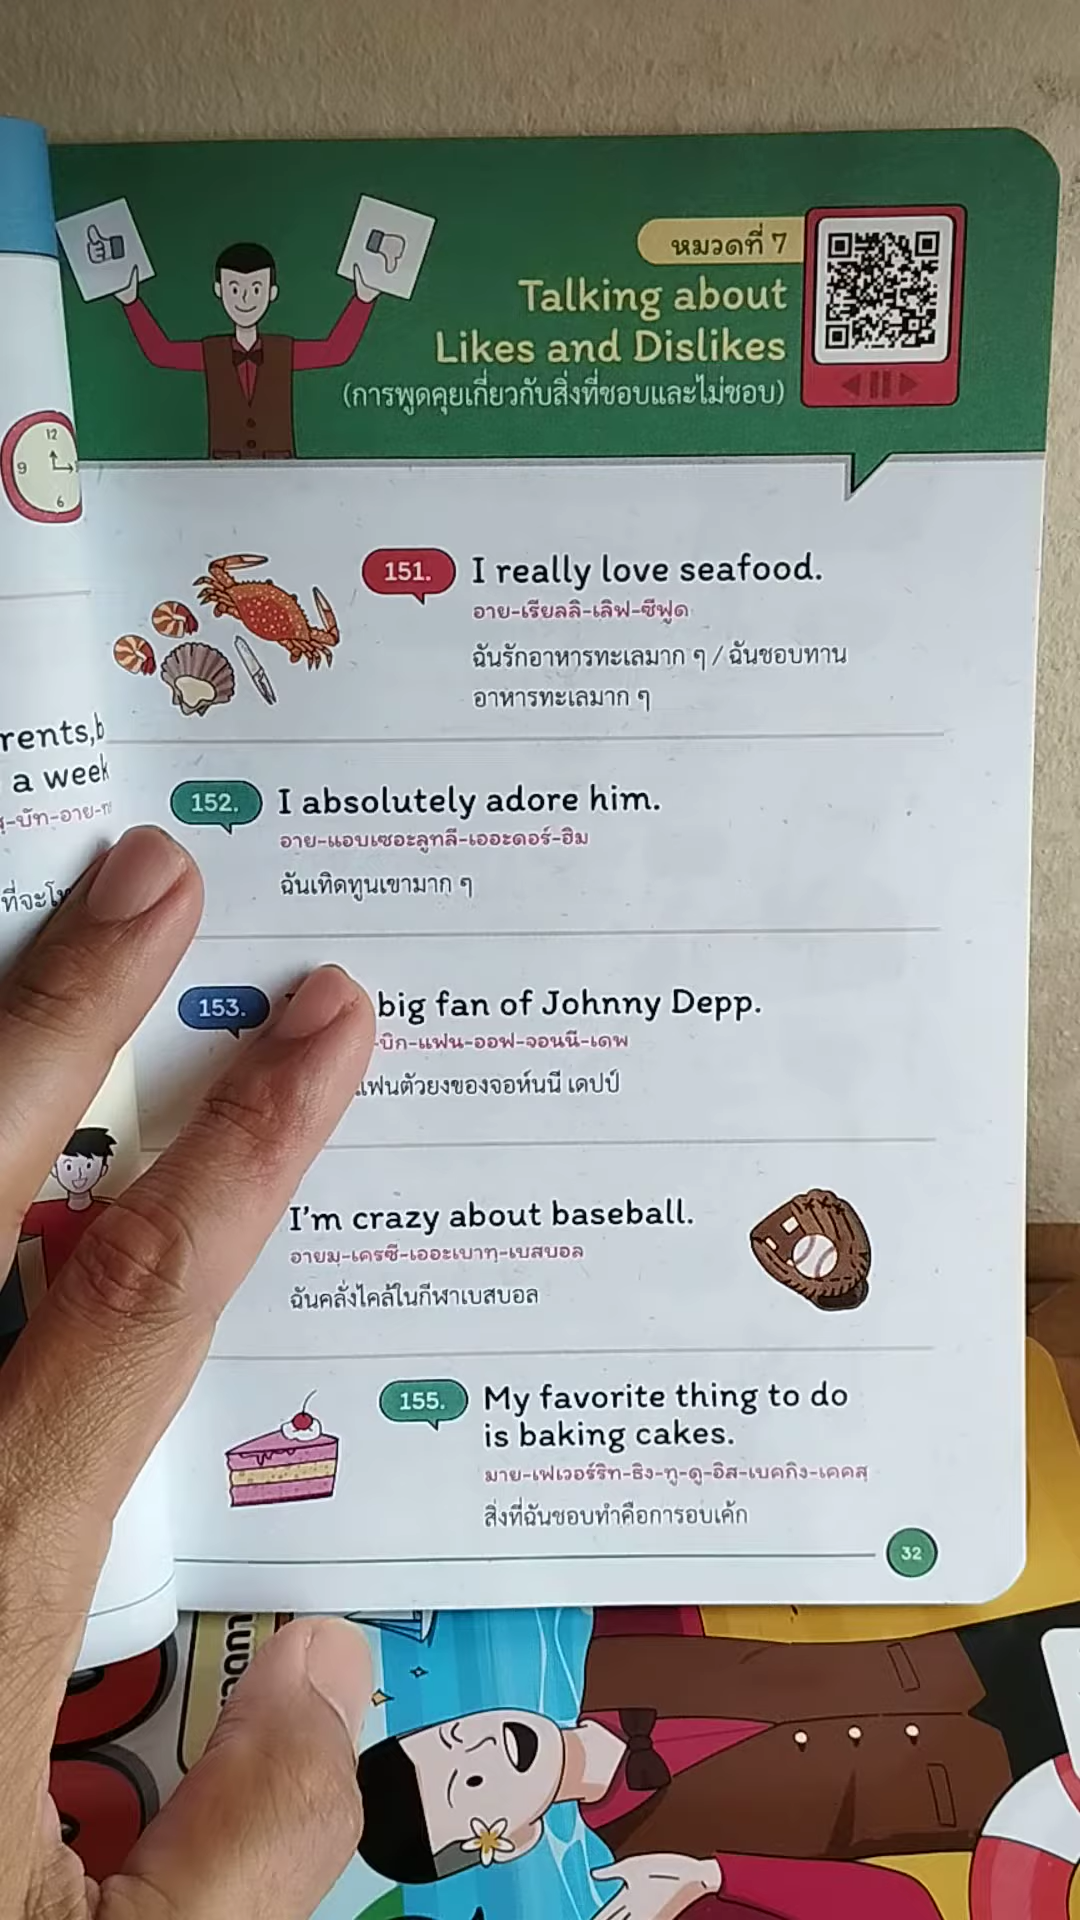 หมวดที่ 7
Talking about
Likes and Dislikes
(การพูดคุยเกี่ยวกับสิ่งที่ชอบและไม่ชอบ)
12
9
6
151. I really love seafood.
อาย-เรียลลิ-เลิฟ-ซีฟูด
ฉันรักอาหารทะเลมาก ๆ / ฉันชอบทาน
อาหารทะเลมาก ๆ
rents,b
a week
152. I absolutely adore him.
อาย-แอบเซอะลูทลี-เออะดอร์-ฮิม
ฉันเทิดทูนเขามาก ๆ
ที่จะ
153. big fan of Johnny Depp.
-บิก-แฟน-ออฟ-จอนนี-เดพ
แฟนตัวยงของจอห์นนี เดปป์
I'm crazy about baseball.
อายมฺ-เครซี-เออะเบาทฺ-เบสบอล
ฉันคลั่งไคล้ในกีฬาเบสบอล
155. My favorite thing to do
is baking cakes.
มาย-เฟเวอร์ริท-ธิง-ทู-ดู-อิส-เบคกิง-เคคสฺ
สิ่งที่ฉันชอบทำคือการอบเค้ก
32